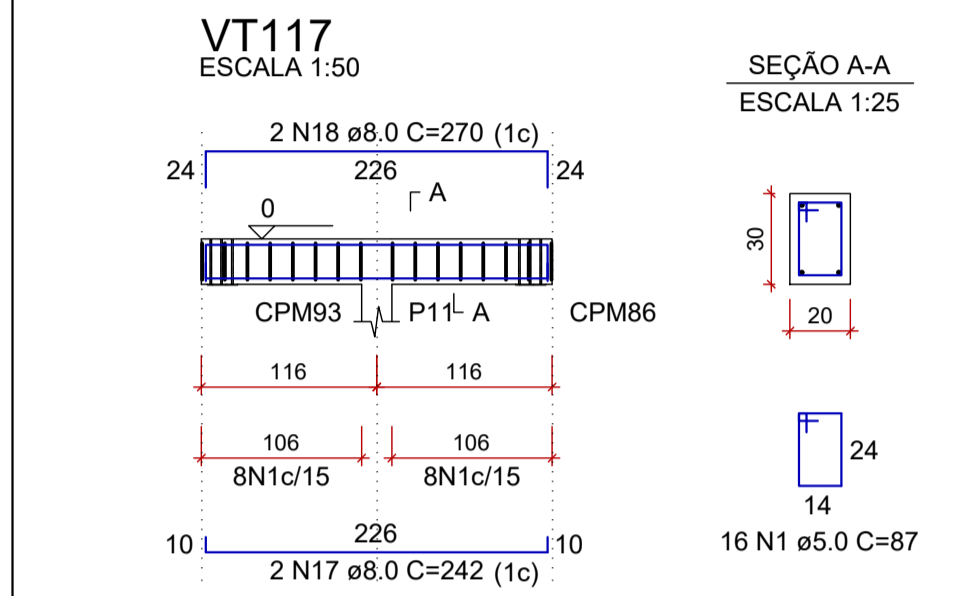 VT117
ESCALA 1:50
2 N18 ø8.0 C=270 (1c)
24
226
24
A
0
CPM93
P11
A
CPM86
116
116
106
106
8N1c/15
8N1c/15
10
226
10
2 N17 ø8.0 C=242 (1c)
SEÇÃO A-A
ESCALA 1:25
30
20
24
14
16 N1 ø5.0 C=87